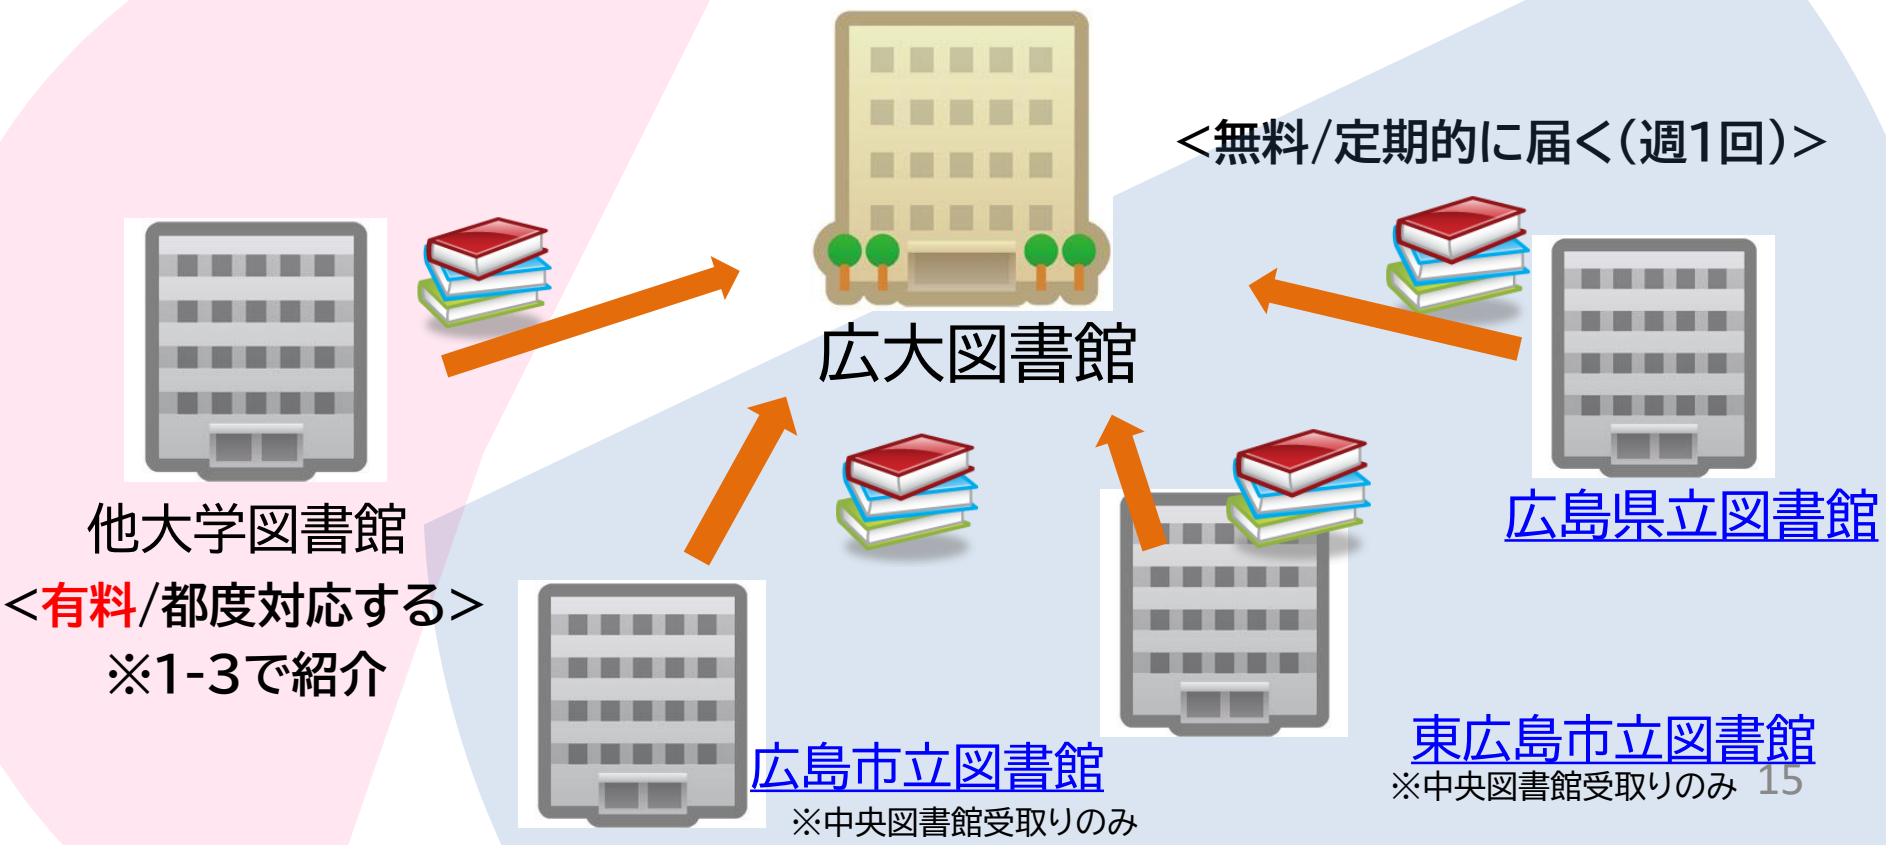 <無料/定期的に届く(週1回)>
広大図書館
他大学図書館
<有料/都度対応する>
※1-3で紹介
広島県立図書館
広島市立図書館
※中央図書館受取りのみ
東広島市立図書館
※中央図書館受取りのみ
15